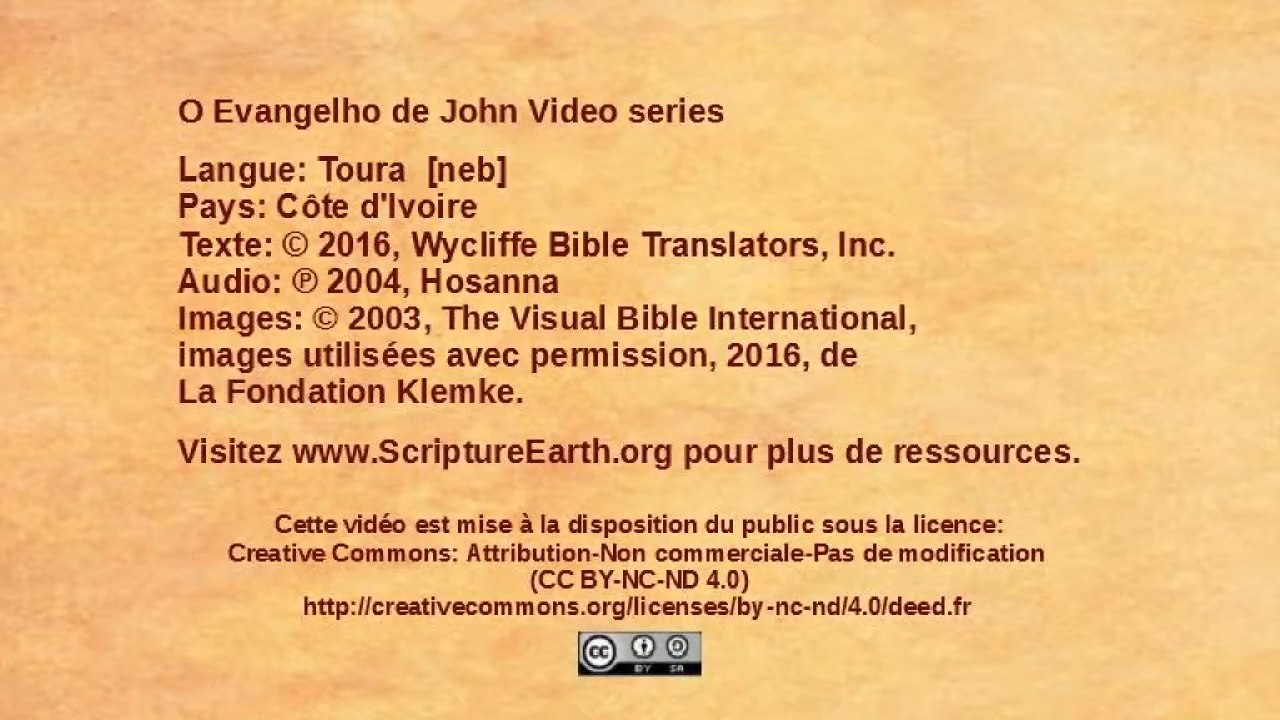 O Evangelho de John Video series
Langue: Toura [neb]
Pays: Côte d'Ivoire
Texte: © 2016, Wycliffe Bible Translators, Inc.
Audio: ℗ 2004, Hosanna
Images: © 2003, The Visual Bible International,
images utilisées avec permission, 2016, de
La Fondation Klemke.
Visitez www.ScriptureEarth.org pour plus de ressources.
Cette vidéo est mise à la disposition du public sous la licence:
Creative Commons: Attribution-Non commerciale-Pas de modification
(CC BY-NC-ND 4.0)
http://creativecommons.org/licenses/by-nc-nd/4.0/deed.fr
cc BY SA